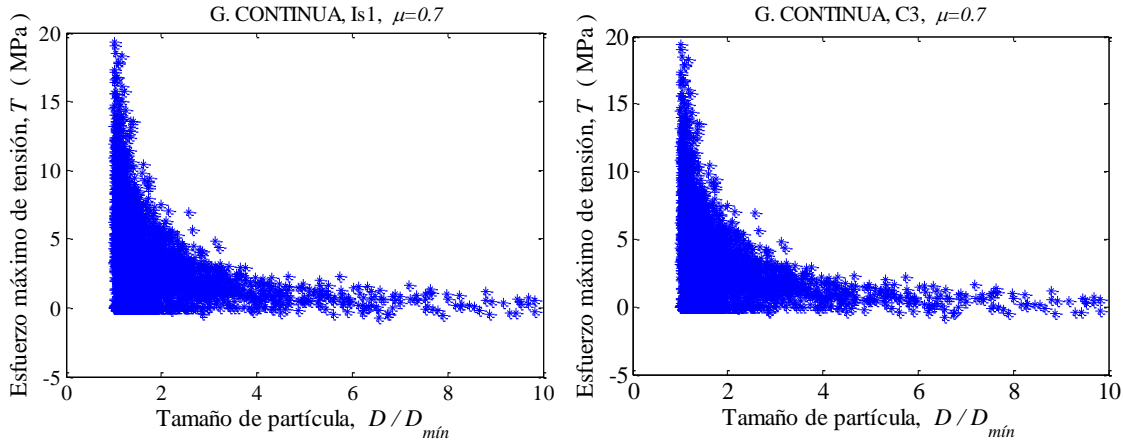 G. CONTINUA, Is1, μ=0.7
Esfuerzo máximo de tensión, T ( MPa)
20
15
10
5
0
-5
0 2 4 6 8 10
Tamaño de partícula, D / D mín
G. CONTINUA, C3, μ=0.7
Esfuerzo máximo de tensión, T ( MPa)
20
15
10
5
0
-5
0 2 4 6 8 10
Tamaño de partícula, D / D mín